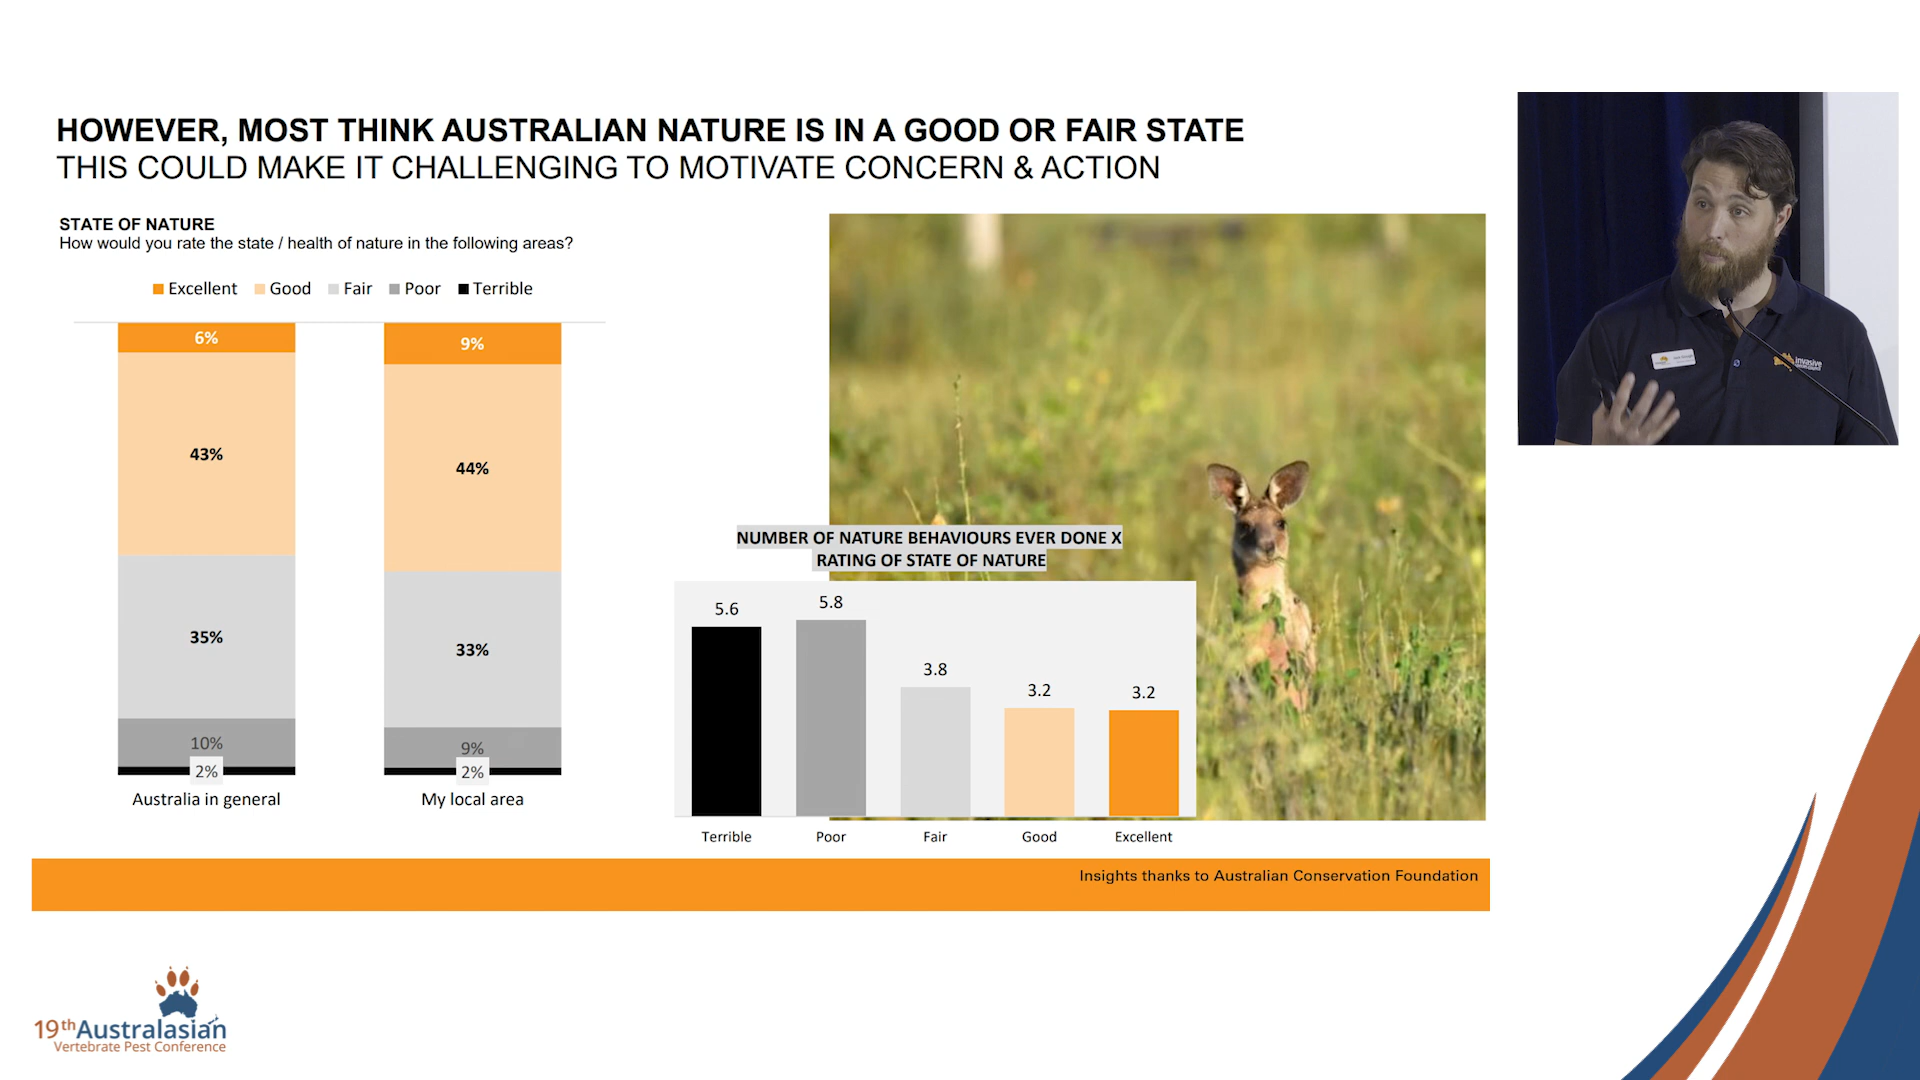 HOWEVER, MOST THINK AUSTRALIAN NATURE IS IN A GOOD OR FAIR STATE
THIS COULD MAKE IT CHALLENGING TO MOTIVATE CONCERN & ACTION
STATE OF NATURE
How would you rate the state / health of nature in the following areas?
Excellent Good Fair Poor Terrible
6%
43%
35%
10%
2%
Australia in general
9%
44%
33%
9%
2%
My local area
NUMBER OF NATURE BEHAVIOURS EVER DONE X
RATING OF STATE OF NATURE
5.6 5.8 3.8 3.2 3.2
Terrible Poor Fair Good Excellent
Insights thanks to Australian Conservation Foundation
invasive
19th Australasian
Vertebrate Pest Conference